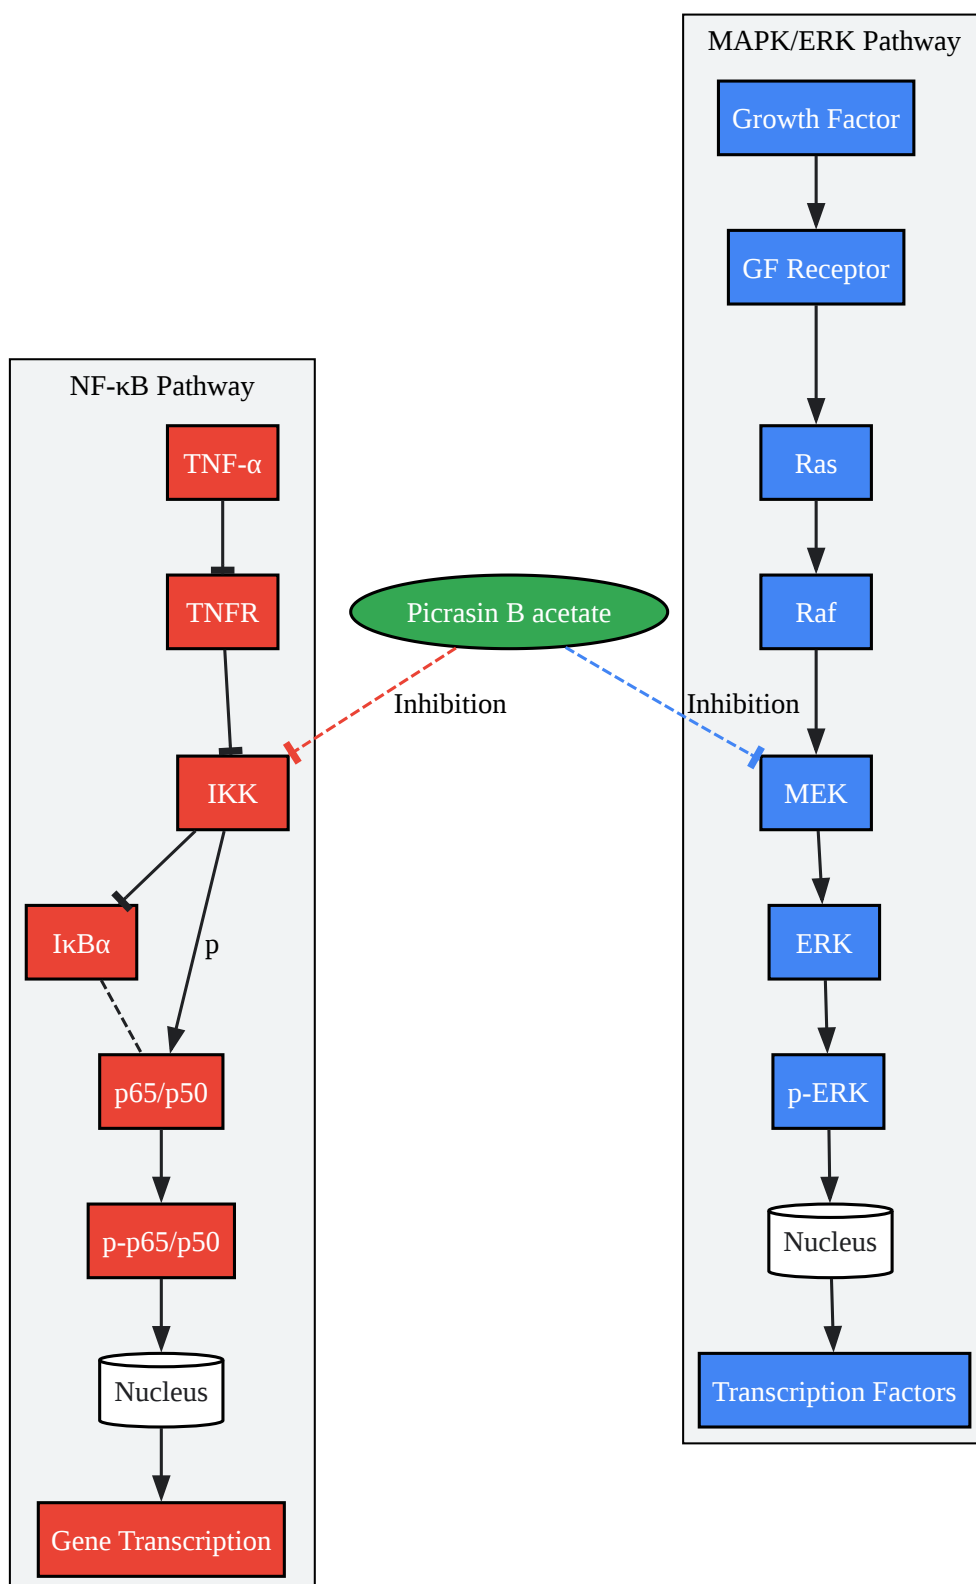 MAPK/ERK Pathway
Growth Factor
GF Receptor
NF-κB Pathway
TNF-α
Ras
TNFR
Picrasin B acetate
Raf
Inhibition
Inhibition
IKK
MEK
IκBα
p
ERK
p65/p50
p-ERK
p-p65/p50
Nucleus
Nucleus
Transcription Factors
Gene Transcription